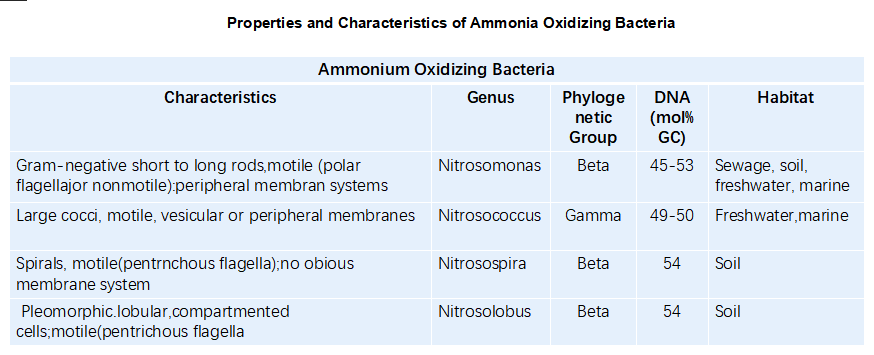 Properties and Characteristics of Ammonia Oxidizing Bacteria
Ammonium Oxidizing Bacteria
Characteristics Genus Phyloge netic Group DNA (mol% GC) Habitat
Gram-negative short to long rods,motile (polar flagellajor nonmotile):peripheral membran systems Nitrosomonas Beta 45-53 Sewage, soil, freshwater, marine
Large cocci, motile, vesicular or peripheral membranes Nitrosococcus Gamma 49-50 Freshwater,marine
Spirals, motile(pentrnchous flagella);no obious membrane system Nitrosospira Beta 54 Soil
Pleomorphic.lobular,compartmented cells;motile(pentrichous flagella Nitrosolobus Beta 54 Soil